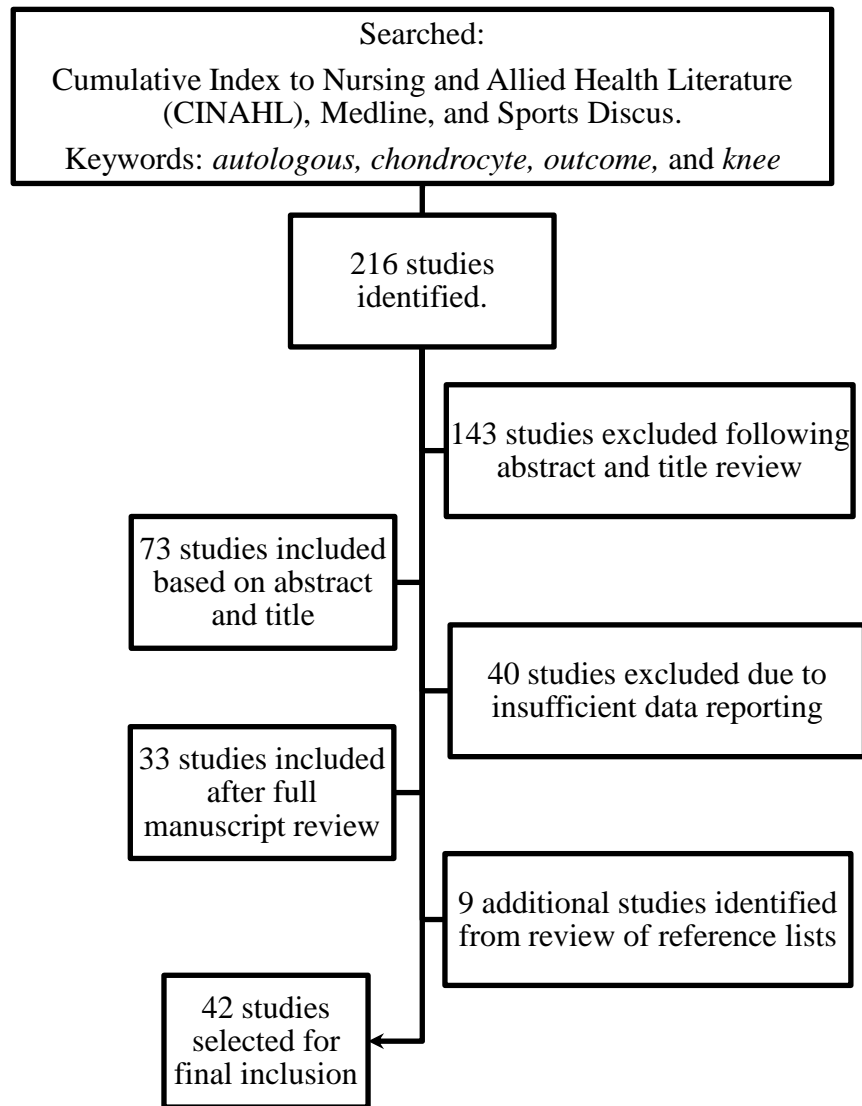 Searched:
Cumulative Index to Nursing and Allied Health Literature
(CINAHL), Medline, and Sports Discus.
Keywords: autologous, chondrocyte, outcome, and knee
216 studies
identified.
143 studies excluded following
abstract and title review
73 studies included
based on abstract
and title
40 studies excluded due to
insufficient data reporting
33 studies included
after full
manuscript review
9 additional studies identified
from review of reference lists
42 studies
selected for
final inclusion